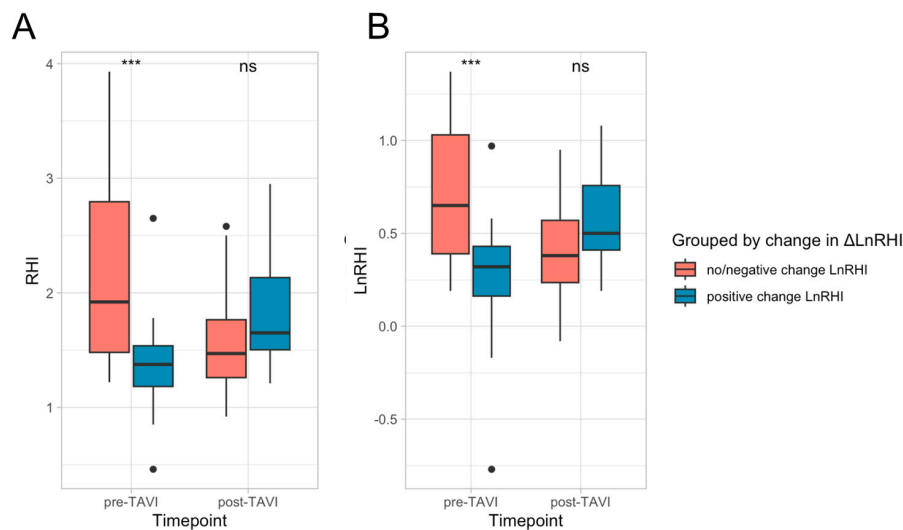 A
B
***
ns
***
ns
4
3
2
1
RHI
pre-TAVI
post-TAVI
Timepoint
1.0
0.5
0.0
-0.5
LnRHI
pre-TAVI
post-TAVI
Timepoint
Grouped by change in ΔLnRHI
no/negative change LnRHI
positive change LnRHI